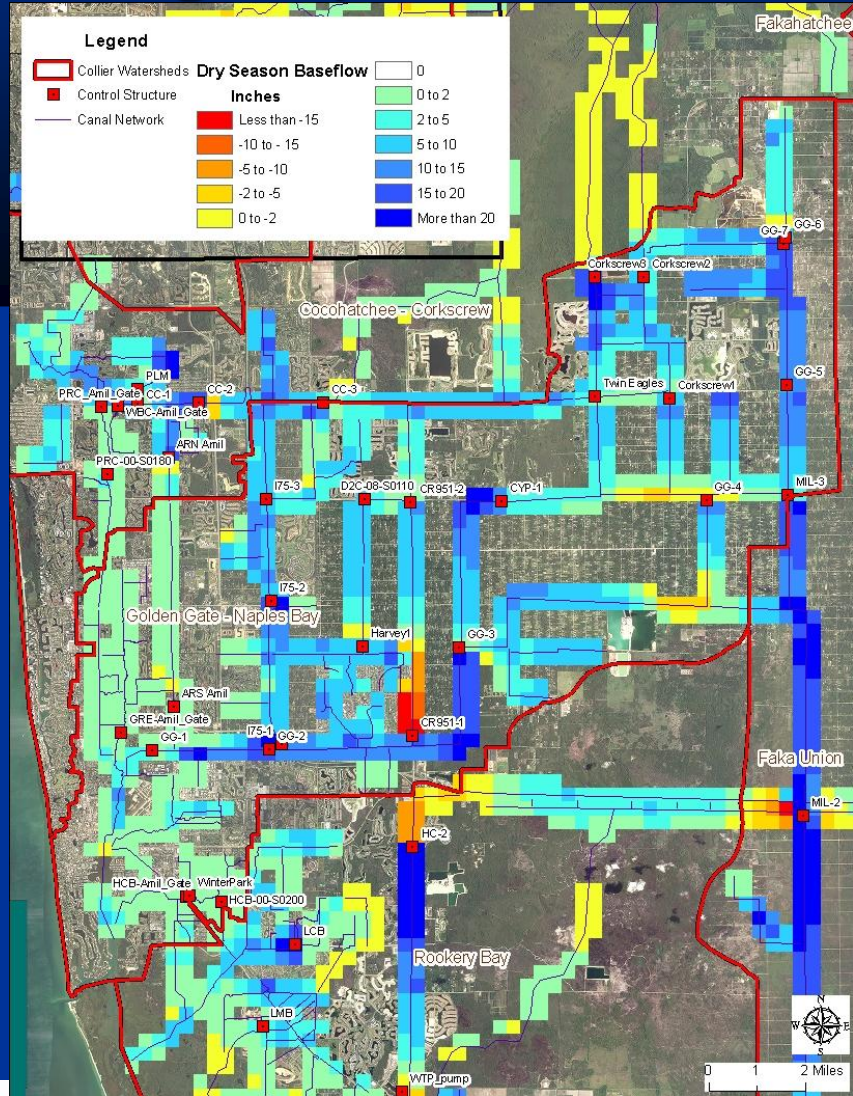 Fakahatchee
Legend
Collier Watersheds
Control Structure
Canal Network
Dry Season Baseflow
Inches
Less than -15
-10 to - 15
-5 to -10
-2 to -5
0 to -2
0
0 to 2
2 to 5
5 to 10
10 to 15
15 to 20
More than 20
GG-6
GG-7
Corkscrew3
Corkscrew2
Cocohatchee - Corkscrew
PLM
PRC_Amil_Gate
CC-1
CC-2
CC-3
Twin Eagles
Corkscrew1
GG-5
WBC-Amil_Gate
ARN Amil
PRC-00-S0180
I75-3
D2C-08-S0110
CR951-2
CYP-1
GG-4
MIL-3
I75-2
Golden Gate - Naples Bay
Harvey1
GG-3
ARS Amil
GRE-Amil_Gate
GG-1
I75-1
GG-2
CR951-1
Faka Union
MIL-2
HC-2
HCB-Amil_Gate
WinterPark
HCB-00-S0200
LCB
Rookery Bay
LMB
WTP_pump
N
W
E
S
0 1 2 Miles